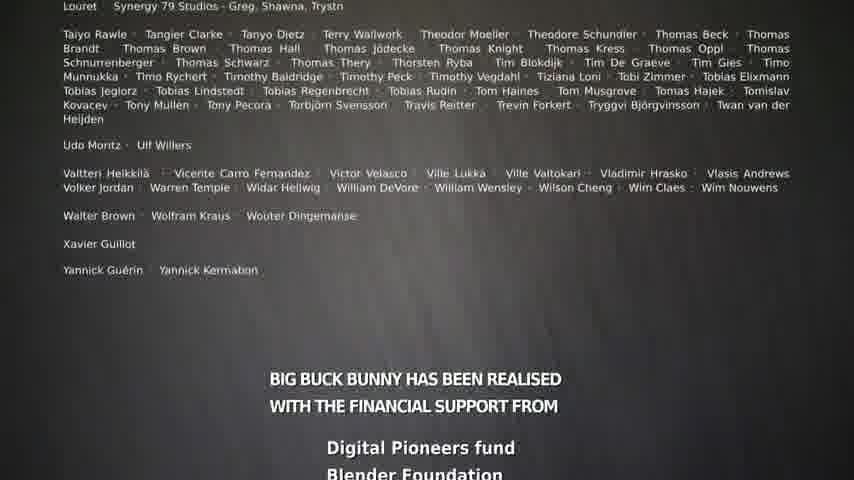 Louret · Synergy 79 Studios - Greg, Shawna, Trystn
Taiyo Rawle · Tangier Clarke · Tanyo Dietz · Terry Wallwork · Theodor Moeller · Theodore Schundler · Thomas Beck · Thomas
Brandt · Thomas Brown · Thomas Hall · Thomas Jödecke · Thomas Knight · Thomas Kress · Thomas Oppl · Thomas
Schnurrenberger · Thomas Schwarz · Thomas Thery · Thorsten Ryba · Tim Blokdijk · Tim De Graeve · Tim Gies · Timo
Munnukka · Timo Rychert · Timothy Baldridge · Timothy Peck · Timothy Vegdahl · Tiziana Loni · Tobi Zimmer · Tobias Elixmann
Tobias Jeglorz · Tobias Lindstedt · Tobias Regenbrecht · Tobias Rudin · Tom Haines · Tom Musgrove · Tomas Hajek · Tomislav
Kovacev · Tony Mullen · Tony Pecora · Torbjörn Svensson · Travis Reitter · Trevin Forkert · Tryggvi Björgvinsson · Twan van der
Heijden
Udo Moritz · Ulf Willers
Valtteri Heikkilä · Vicente Carro Fernandez · Victor Velasco · Ville Lukka · Ville Valtokari · Vladimir Hrasko · Vlasis Andrews
Volker Jordan · Warren Temple · Widar Hellwig · William DeVore · William Wensley · Wilson Cheng · Wim Claes · Wim Nouwens
Walter Brown · Wolfram Kraus · Wouter Dingemanse
Xavier Guillot
Yannick Guérin · Yannick Kermabon
BIG BUCK BUNNY HAS BEEN REALISED
WITH THE FINANCIAL SUPPORT FROM
Digital Pioneers fund
Blender Foundation